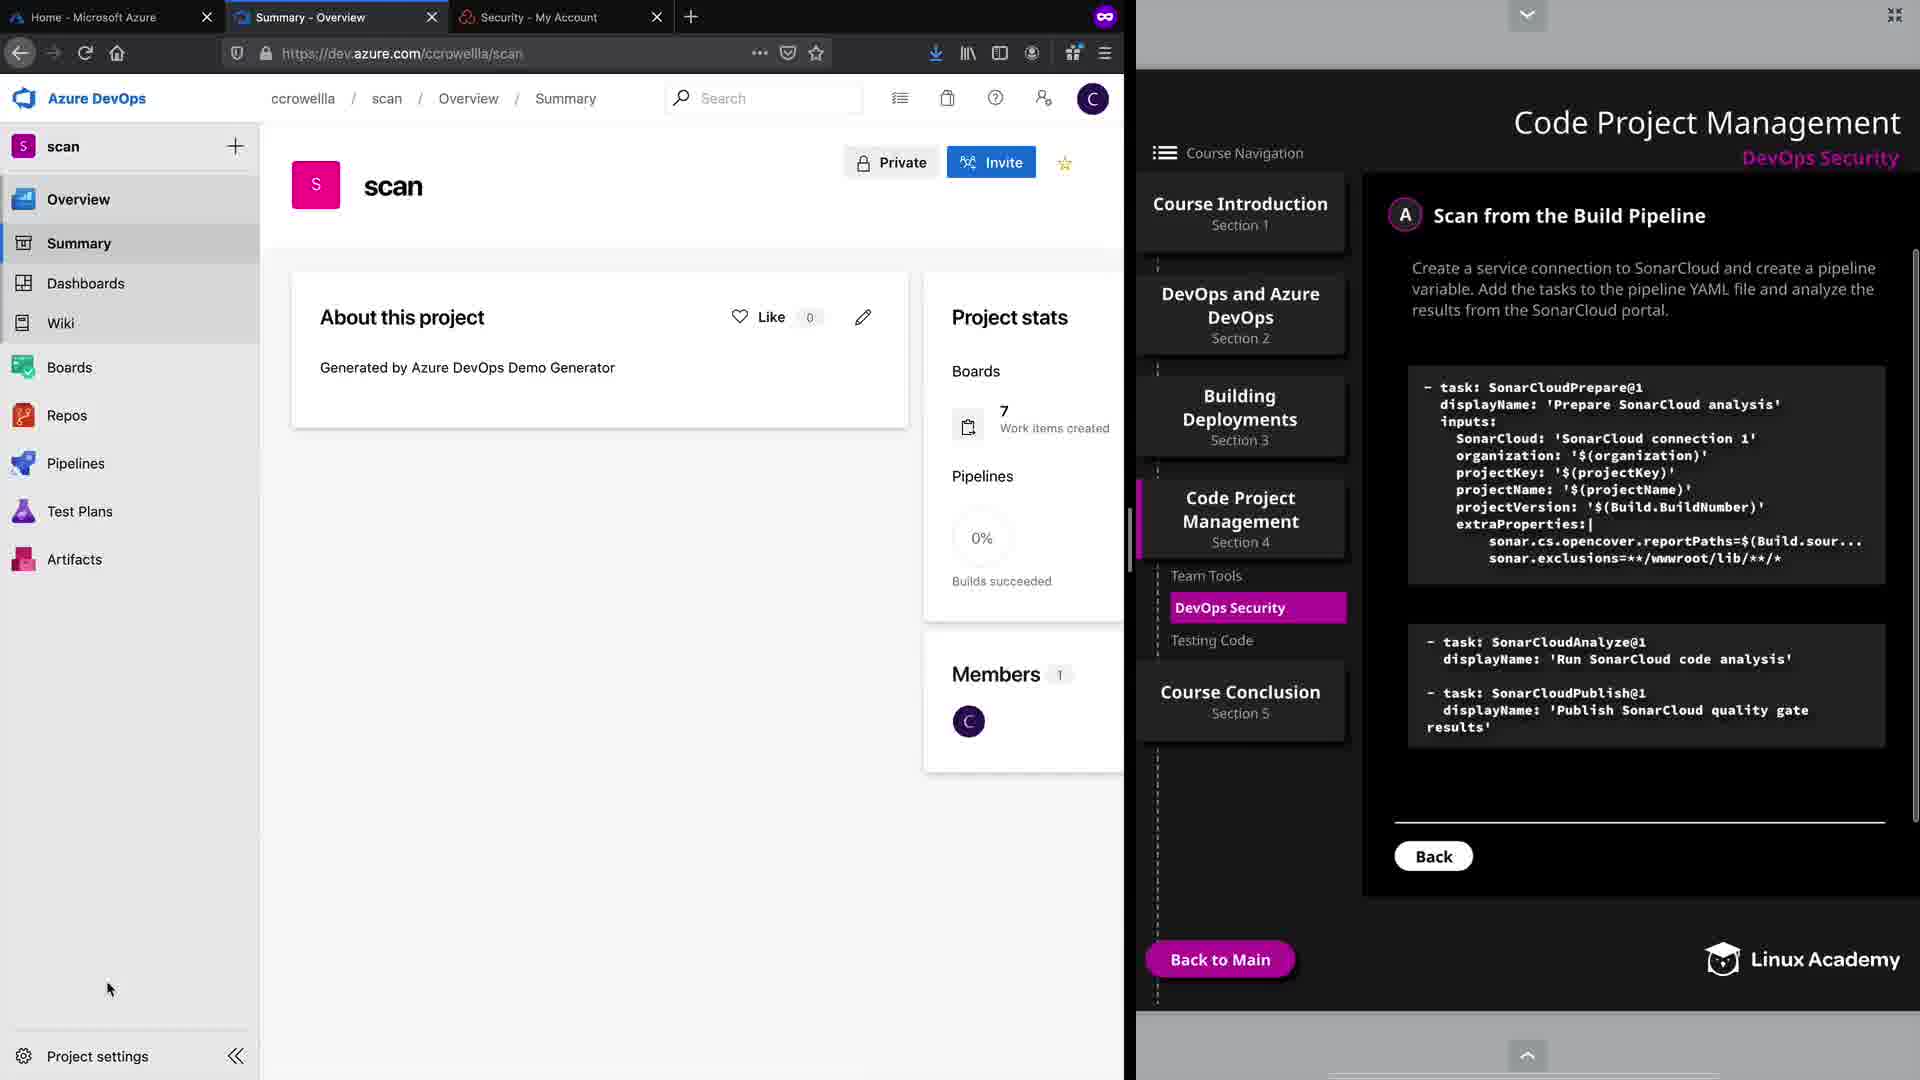 Home - Microsoft Azure
Summary - Overview
Security - My Account
https://dev.azure.com/ccrowellla/scan
Azure DevOps
ccrowellla / scan / Overview / Summary
Search
C
S scan
Overview
Summary
Dashboards
Wiki
Boards
Repos
Pipelines
Test Plans
Artifacts
Project settings
S
scan
Private
Invite
About this project
Like 0
Generated by Azure DevOps Demo Generator
Project stats
Boards
7
Work items created
Pipelines
0%
Builds succeeded
Members 1
C
Code Project Management
DevOps Security
Course Navigation
Course Introduction
Section 1
DevOps and Azure
DevOps
Section 2
Building
Deployments
Section 3
Code Project
Management
Section 4
Team Tools
DevOps Security
Testing Code
Course Conclusion
Section 5
Back to Main
A Scan from the Build Pipeline
Create a service connection to SonarCloud and create a pipeline
variable. Add the tasks to the pipeline YAML file and analyze the
results from the SonarCloud portal.
- task: SonarCloudPrepare@1
displayName: 'Prepare SonarCloud analysis'
inputs:
SonarCloud: 'SonarCloud connection 1'
organization: '$(organization)'
projectKey: '$(projectKey)'
projectName: '$(projectName)'
projectVersion: '$(Build.BuildNumber)'
extraProperties:|
sonar.cs.opencover.reportPaths=$(Build.sour...
sonar.exclusions=**/wwwroot/lib/**/*
- task: SonarCloudAnalyze@1
displayName: 'Run SonarCloud code analysis'
- task: SonarCloudPublish@1
displayName: 'Publish SonarCloud quality gate
results'
Back
Linux Academy